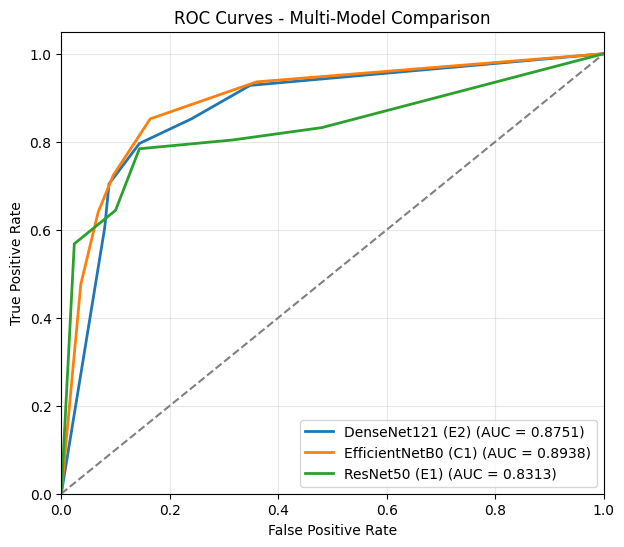 ROC Curves - Multi-Model Comparison
True Positive Rate
1.0
0.8
0.6
0.4
0.2
0.0
DenseNet121 (E2) (AUC = 0.8751)
EfficientNetB0 (C1) (AUC = 0.8938)
ResNet50 (E1) (AUC = 0.8313)
0.0 0.2 0.4 0.6 0.8 1.0
False Positive Rate